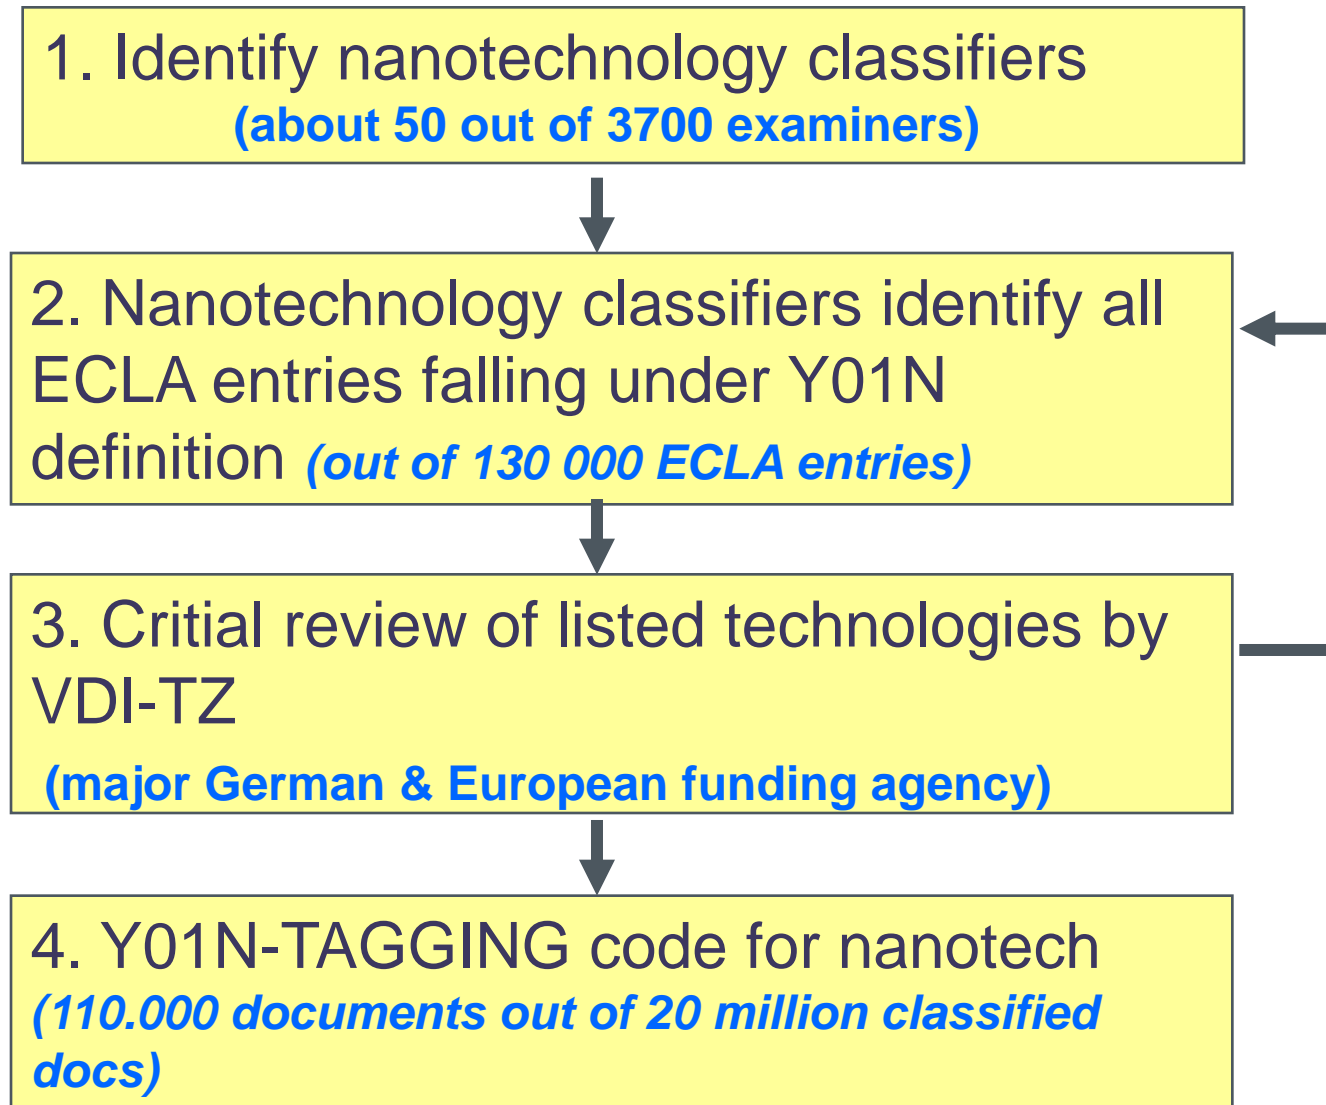 1. Identify nanotechnology classifiers
(about 50 out of 3700 examiners)
2. Nanotechnology classifiers identify all
ECLA entries falling under Y01N
definition (out of 130 000 ECLA entries)
3. Critial review of listed technologies by
VDI-TZ
(major German & European funding agency)
4. Y01N-TAGGING code for nanotech
(110.000 documents out of 20 million classified
docs)